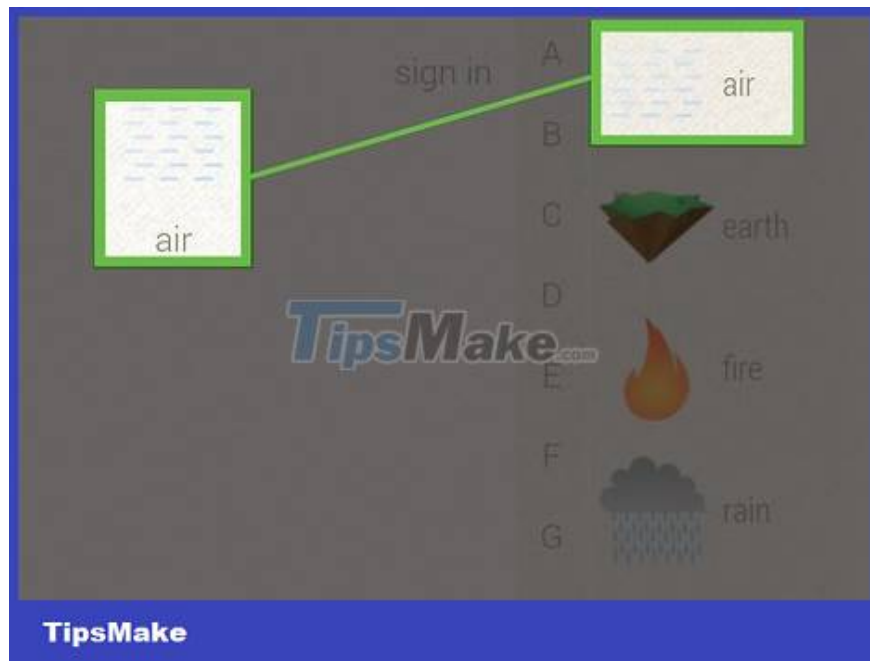 sign in
A
air
B
air
C
earth
D
TipsMake.com
E
fire
F
rain
G
TipsMake